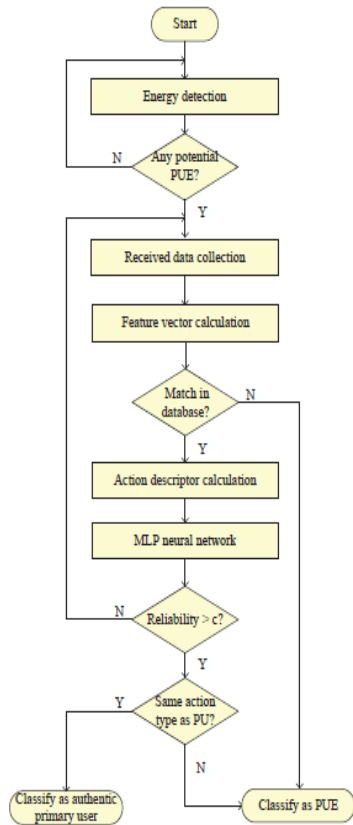 Start
Energy detection
N
Any potential
PUE?
Y
Received data collection
Feature vector calculation
Match in
database?
N
Y
Action descriptor calculation
MLP neural network
N
Reliability > c?
Y
Y
Same action
type as PU?
N
Classify as authentic
primary user
Classify as PUE